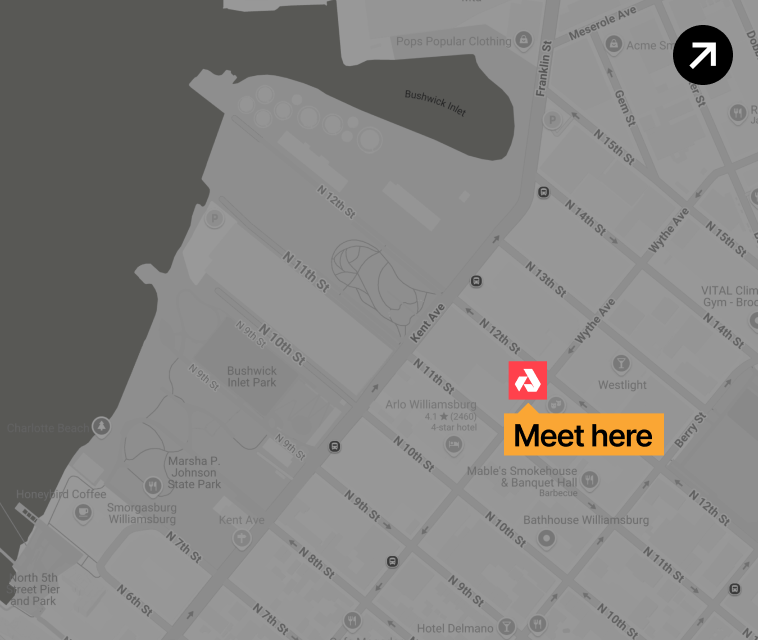 Meserole Ave
Pops Popular Clothing
Franklin St
Gem St
Bushwick Inlet
P
N 15th St
N 12th St
N 14th St
Wythe Ave
N 15th St
P
N 11th St
N 13th St
VITAL Clim
Gym - Broo
Wythe Ave
N 14th St
Kent Ave
N 12th St
N 9th St
N 10th St
Bushwick
Inlet Park
N 9th St
N 11th St
Westlight
Arlo Williamsburg
4.1 ★ (2460)
4-star hotel
Meet here
Berry St
Charlotte Beach
N 9th St
N 10th St
Marsha P.
Johnson
State Park
Mable's Smokehouse
& Banquet Hall
Barbecue
Honeybird Coffee
Smorgasburg
Williamsburg
Kent Ave
N 9th St
N 12th St
N 10th St
Bathhouse Williamsburg
N 7th St
N 8th St
N 11th St
North 5th
Street Pier
and Park
N 6th St
N 9th St
N 7th St
N 10th St
Hotel Delmano